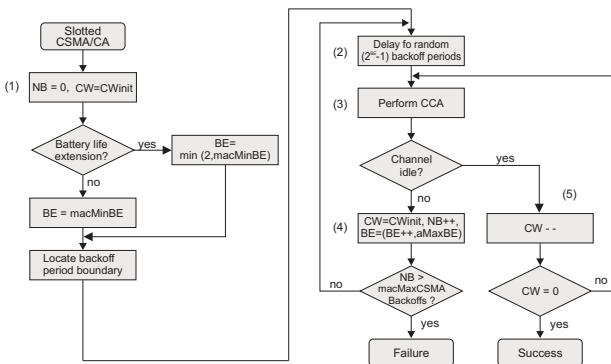 Slotted
CSMA/CA
(1)
NB = 0, CW=CWinit
Battery life
extension?
yes
BE=
min (2,macMinBE)
no
BE = macMinBE
Locate backoff
period boundary
(2)
Delay fo random
(2ᴮᴱ-1) backoff periods
(3)
Perform CCA
Channel
idle?
yes
no
(4)
CW=CWinit, NB++,
BE=(BE++,aMaxBE)
(5)
CW - -
NB >
macMaxCSMA
Backoffs ?
no
yes
CW = 0
no
yes
Failure
Success